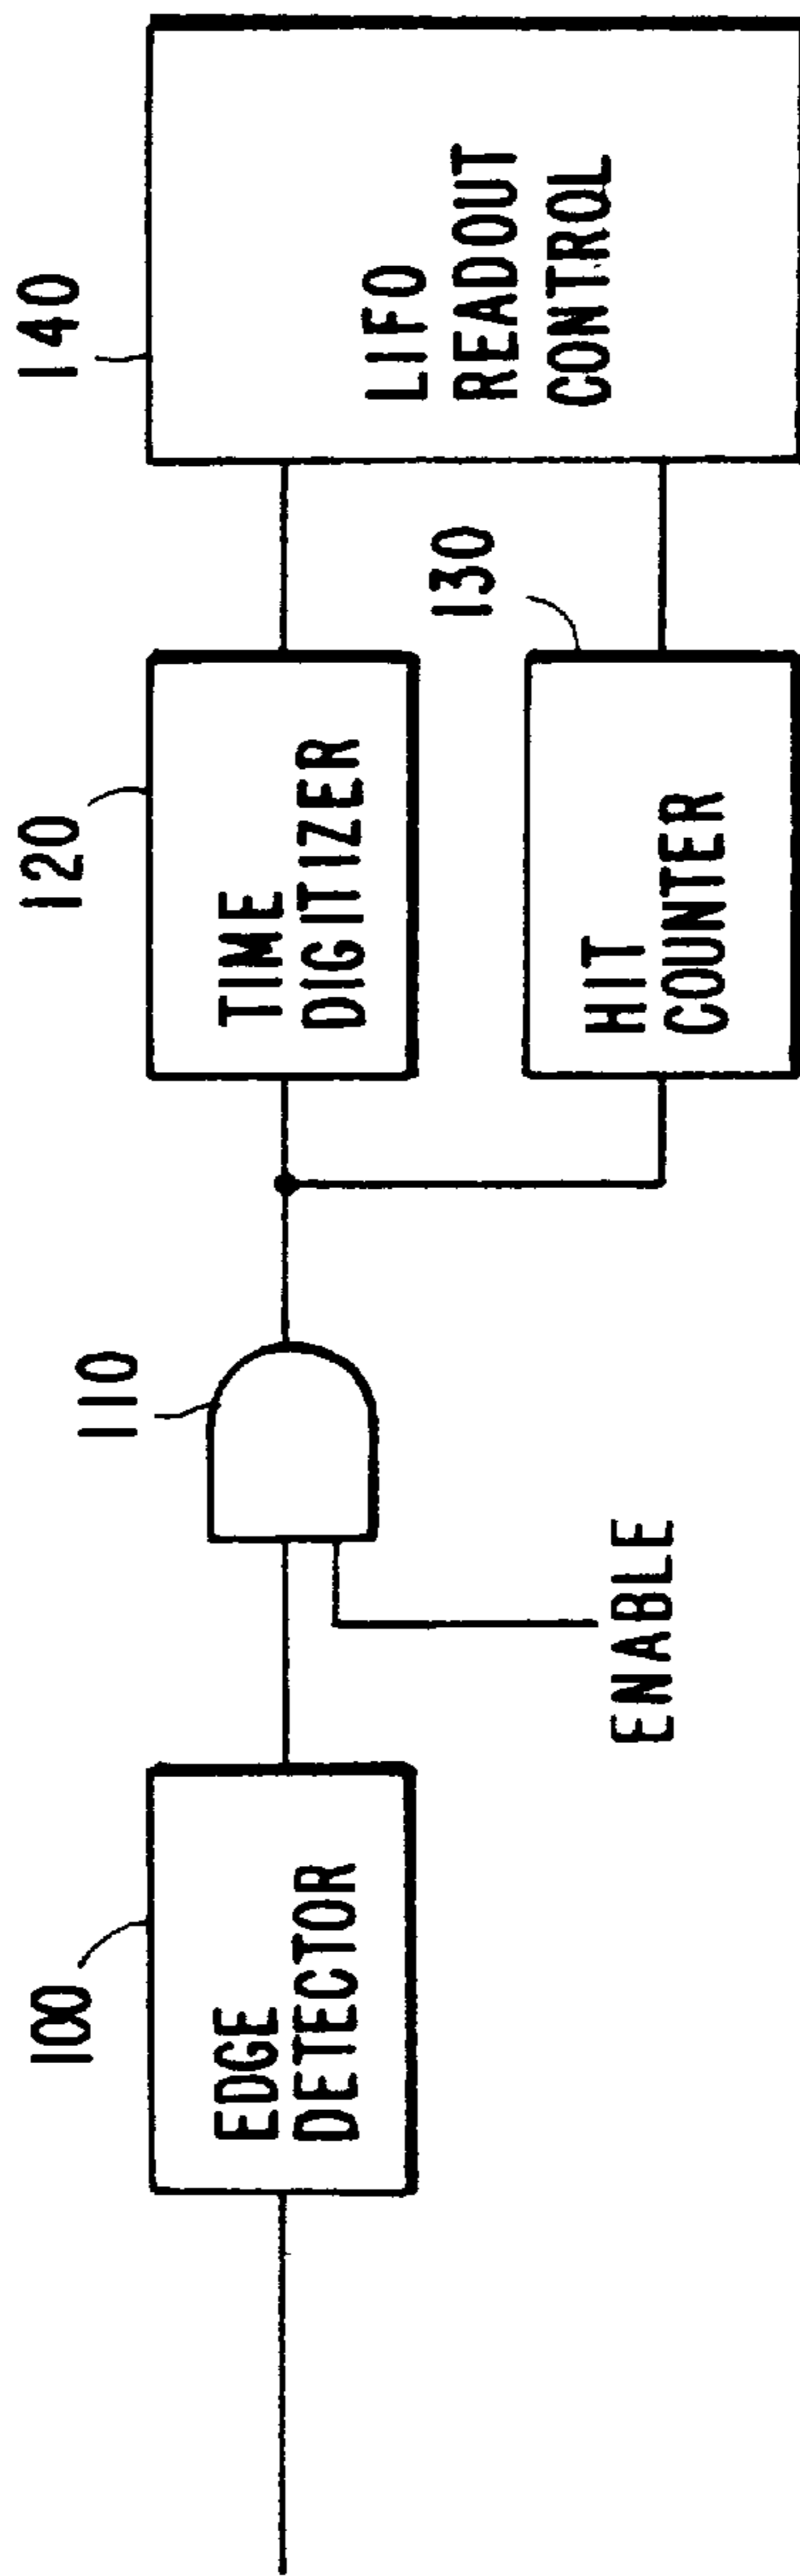 100
EDGE
DETECTOR
110
ENABLE
120
TIME
DIGITIZER
130
HIT
COUNTER
140
LIFO
READOUT
CONTROL